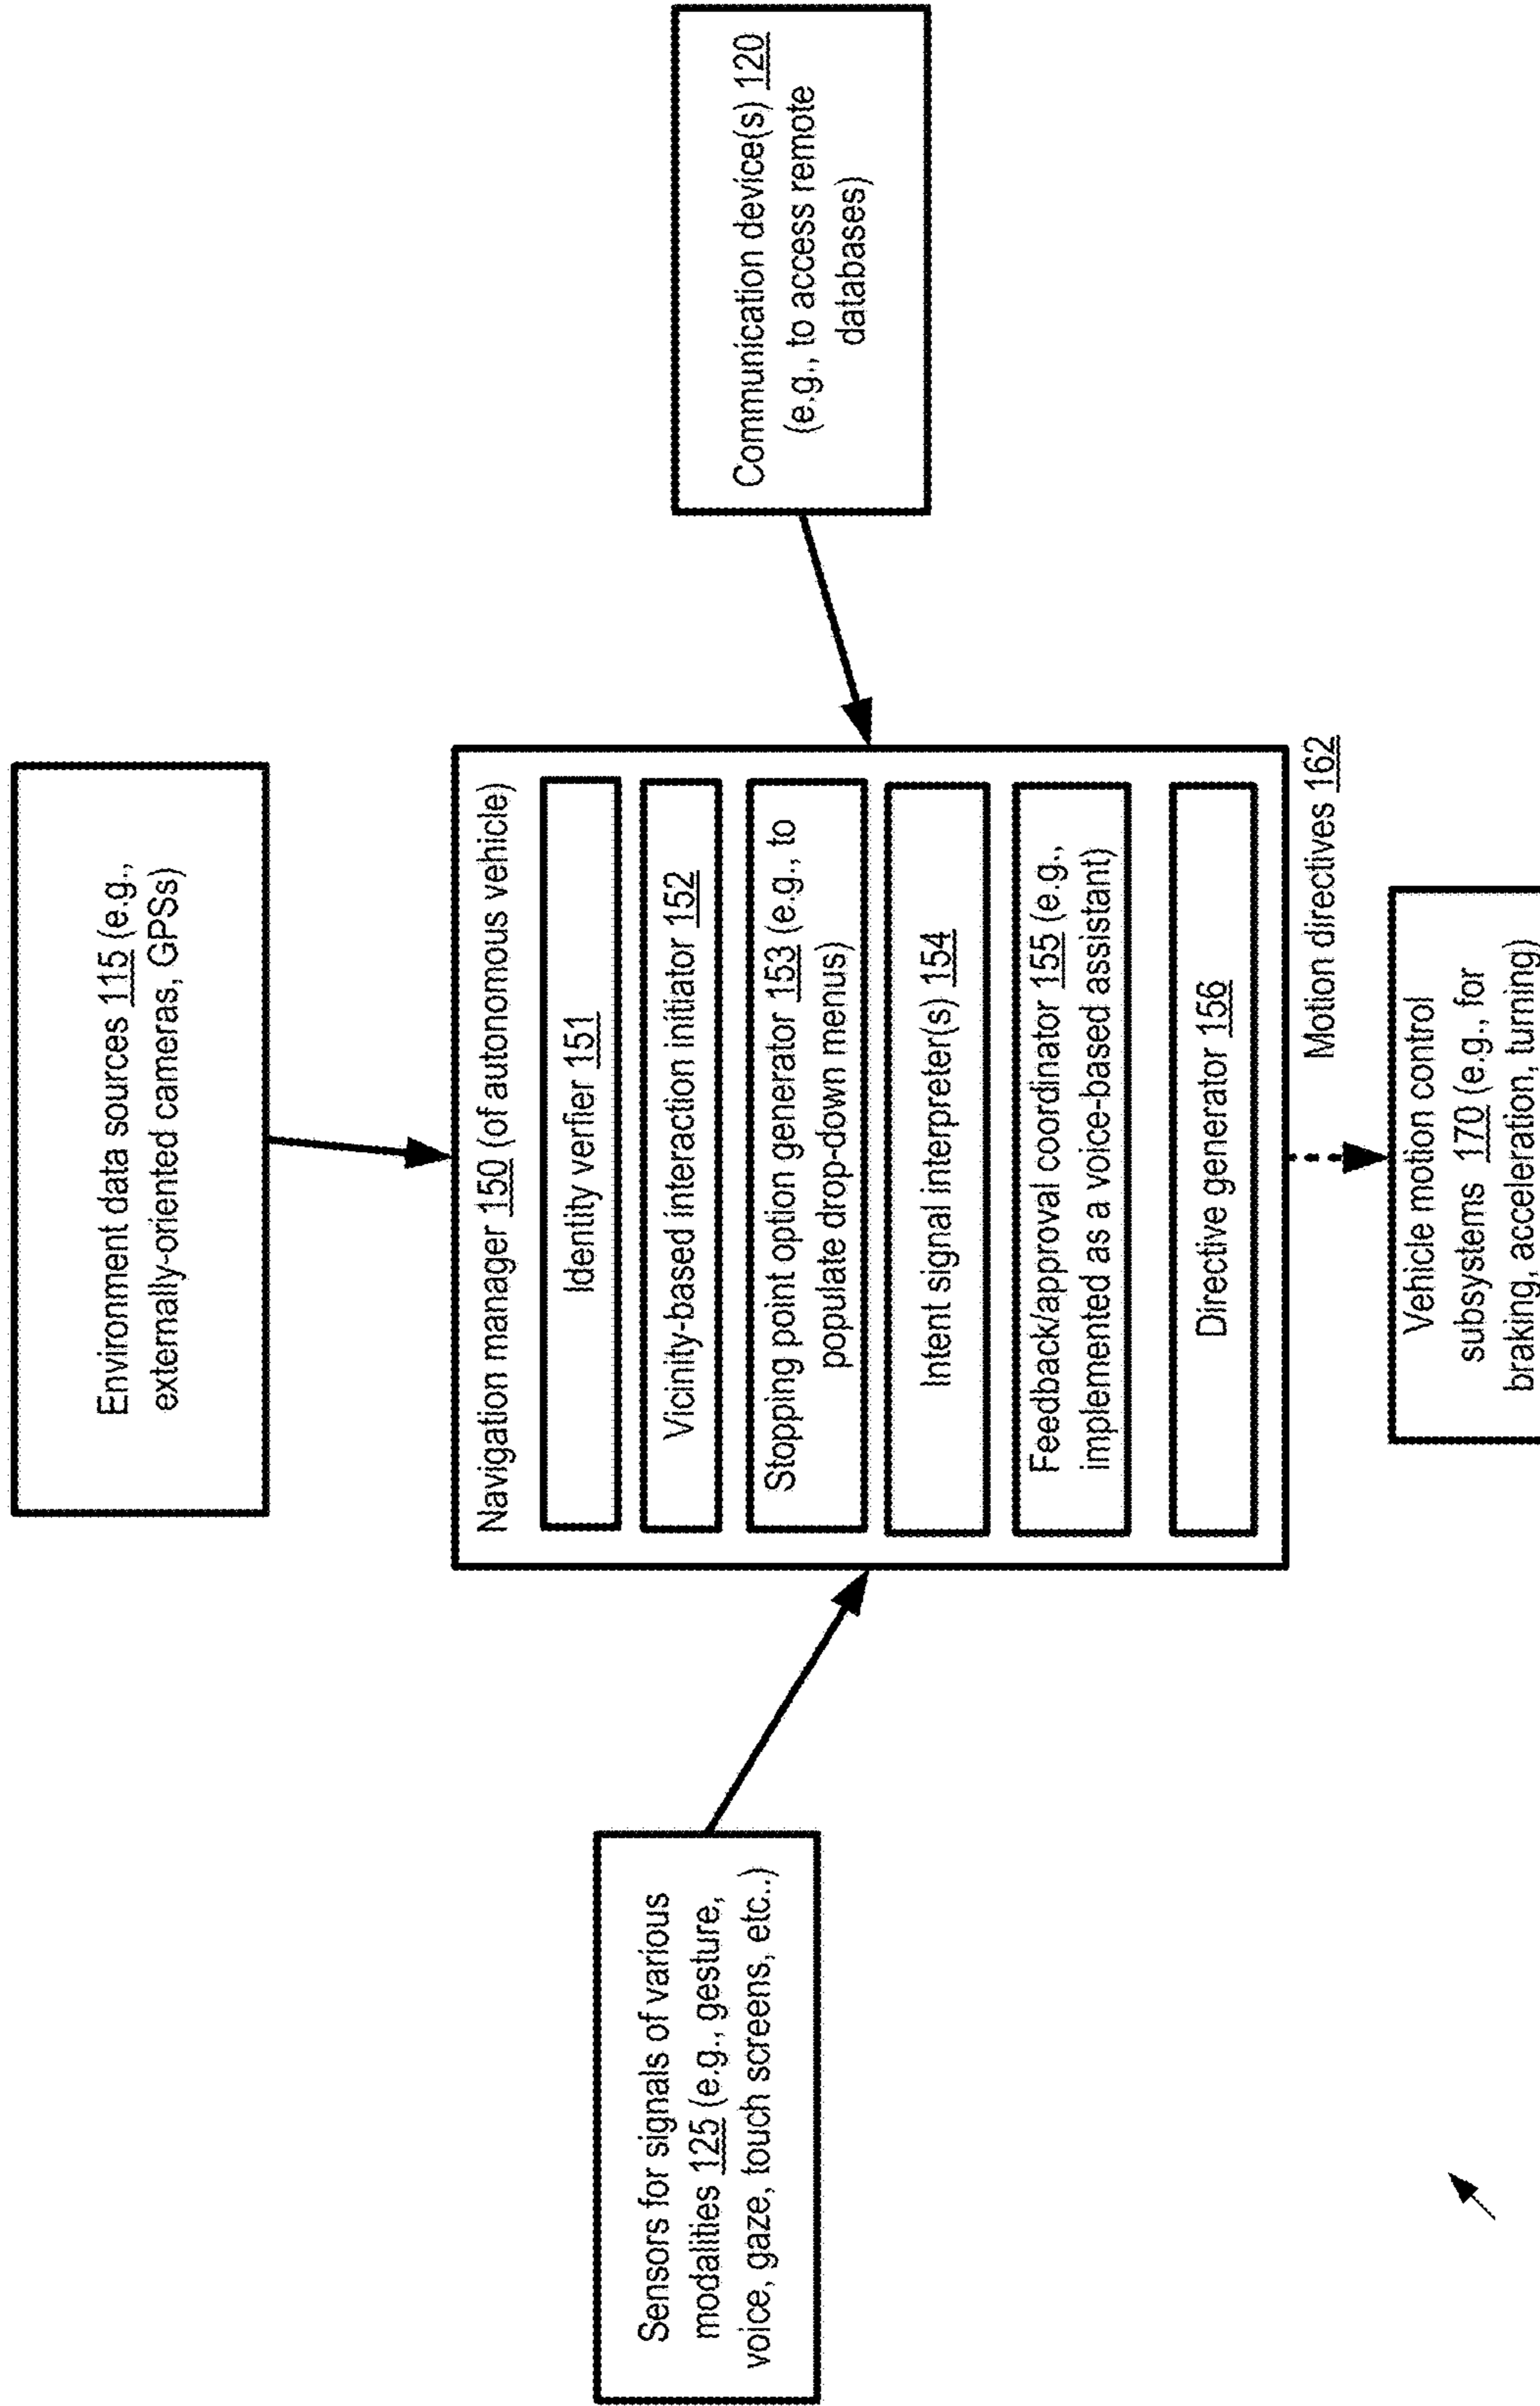 Environment data sources 115 (e.g.,
externally-oriented cameras, GPSs)
Sensors for signals of various
modalities 125 (e.g., gesture,
voice, gaze, touch screens, etc..)
Navigation manager 150 (of autonomous vehicle)
Identity verfier 151
Vicinity-based interaction initiator 152
Stopping point option generator 153 (e.g., to
populate drop-down menus)
Intent signal interpreter(s) 154
Feedback/approval coordinator 155 (e.g.,
implemented as a voice-based assistant)
Directive generator 156
Communication device(s) 120
(e.g., to access remote
databases)
Motion directives 162
Vehicle motion control
subsystems 170 (e.g., for
braking, acceleration, turning)